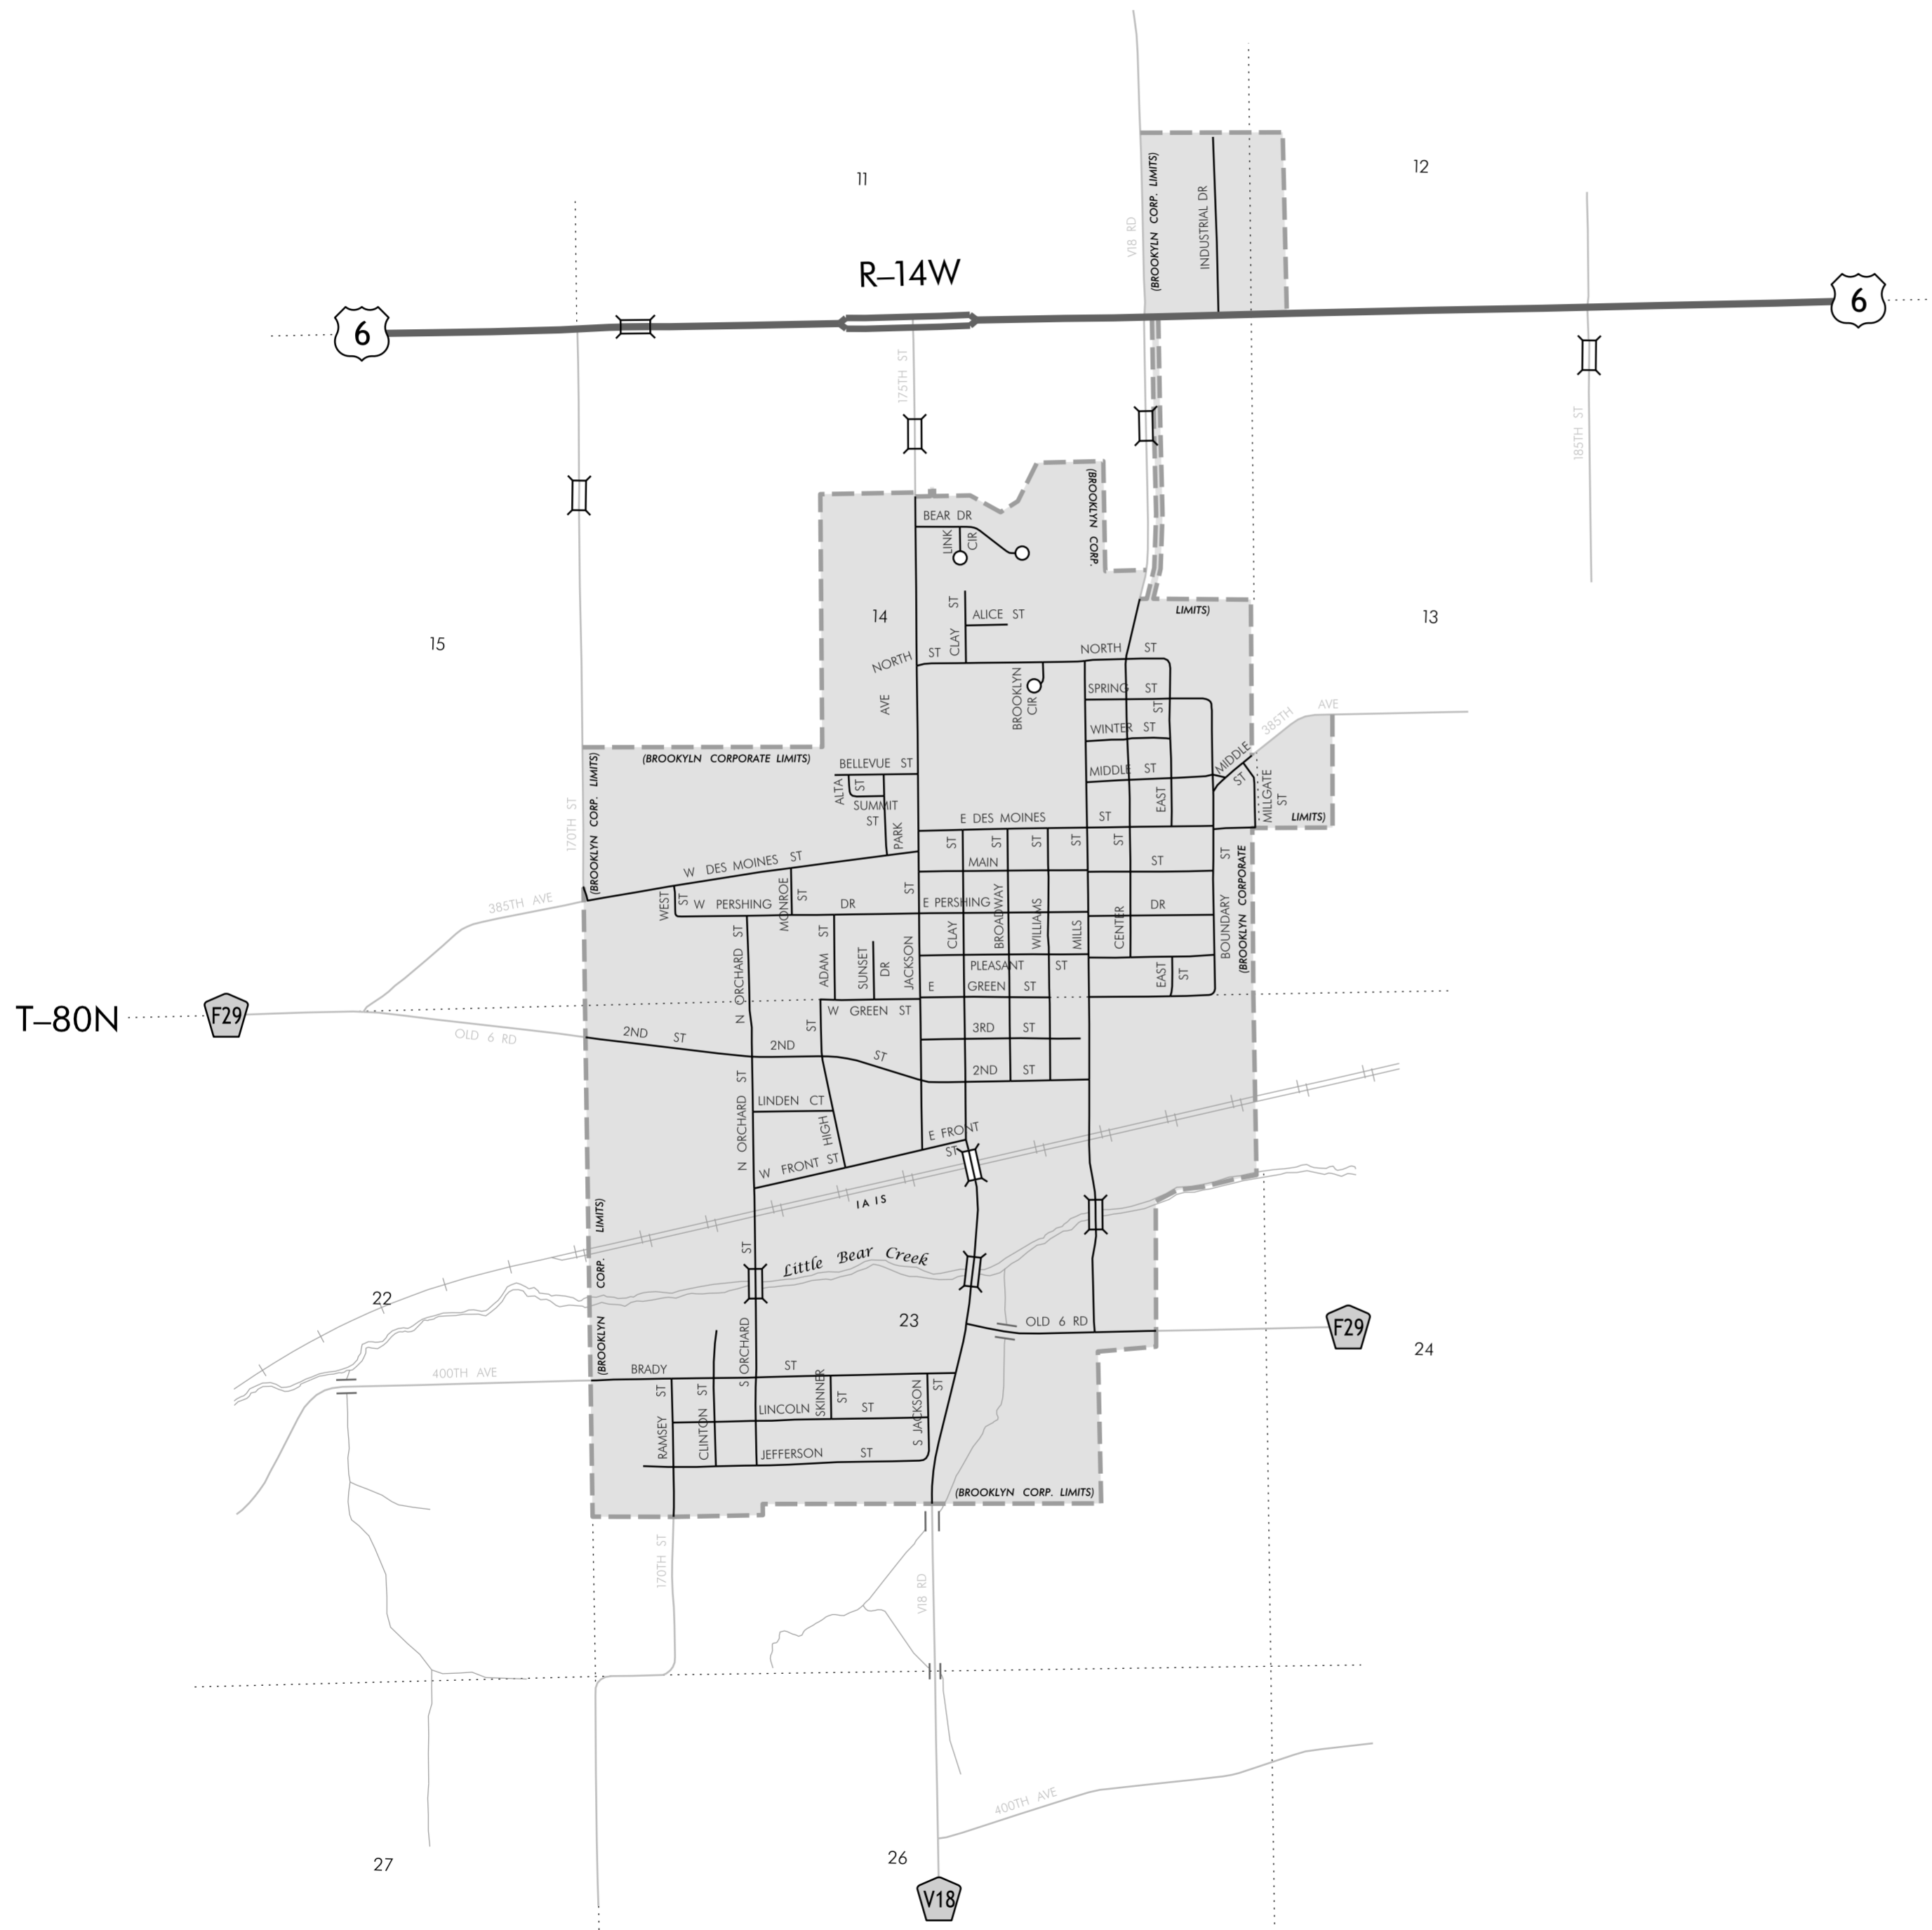 11
12
V18 RD
(BROOKYLN CORP. LIMITS)
INDUSTRIAL DR
R–14W
6
6
175TH ST
185TH ST
BEAR DR
LINK
CIR
(BROOKLYN CORP.
LIMITS)
14
13
15
CLAY ST
ALICE ST
NORTH ST
NORTH ST
BROOKLYN
CIR
AVE
SPRING ST
ST
WINTER ST
385TH AVE
MIDDLE ST
MIDDLE
ST
EAST
MILLGATE
ST
LIMITS)
(BROOKYLN CORPORATE LIMITS)
(BROOKLYN CORP. LIMITS)
170TH ST
BELLEVUE ST
ALTA
ST
SUMMIT
ST
PARK
E DES MOINES ST
W DES MOINES ST
ST
ST
ST
ST
ST
ST
MAIN ST
385TH AVE
WEST
ST
W PERSHING DR
MONROE
ST
ST
E PERSHING DR
CLAY
BROADWAY
WILLIAMS
MILLS
CENTER
BOUNDARY
(BROOKLYN CORPORATE
N ORCHARD ST
ADAM ST
SUNSET
DR
JACKSON
PLEASANT ST
EAST
ST
E GREEN ST
W GREEN ST
T–80N
F29
OLD 6 RD
2ND ST
2ND ST
ST
3RD ST
2ND ST
N ORCHARD ST
LINDEN CT
HIGH
W FRONT ST
E FRONT
ST
IAIS
(BROOKLYN CORP. LIMITS)
Little Bear Creek
ST
22
23
OLD 6 RD
F29
24
400TH AVE
BRADY ST
S ORCHARD
RAMSEY ST
CLINTON ST
LINCOLN ST
SKINNER
ST
S JACKSON ST
JEFFERSON ST
(BROOKLYN CORP. LIMITS)
170TH ST
V18 RD
400TH AVE
27
26
V18